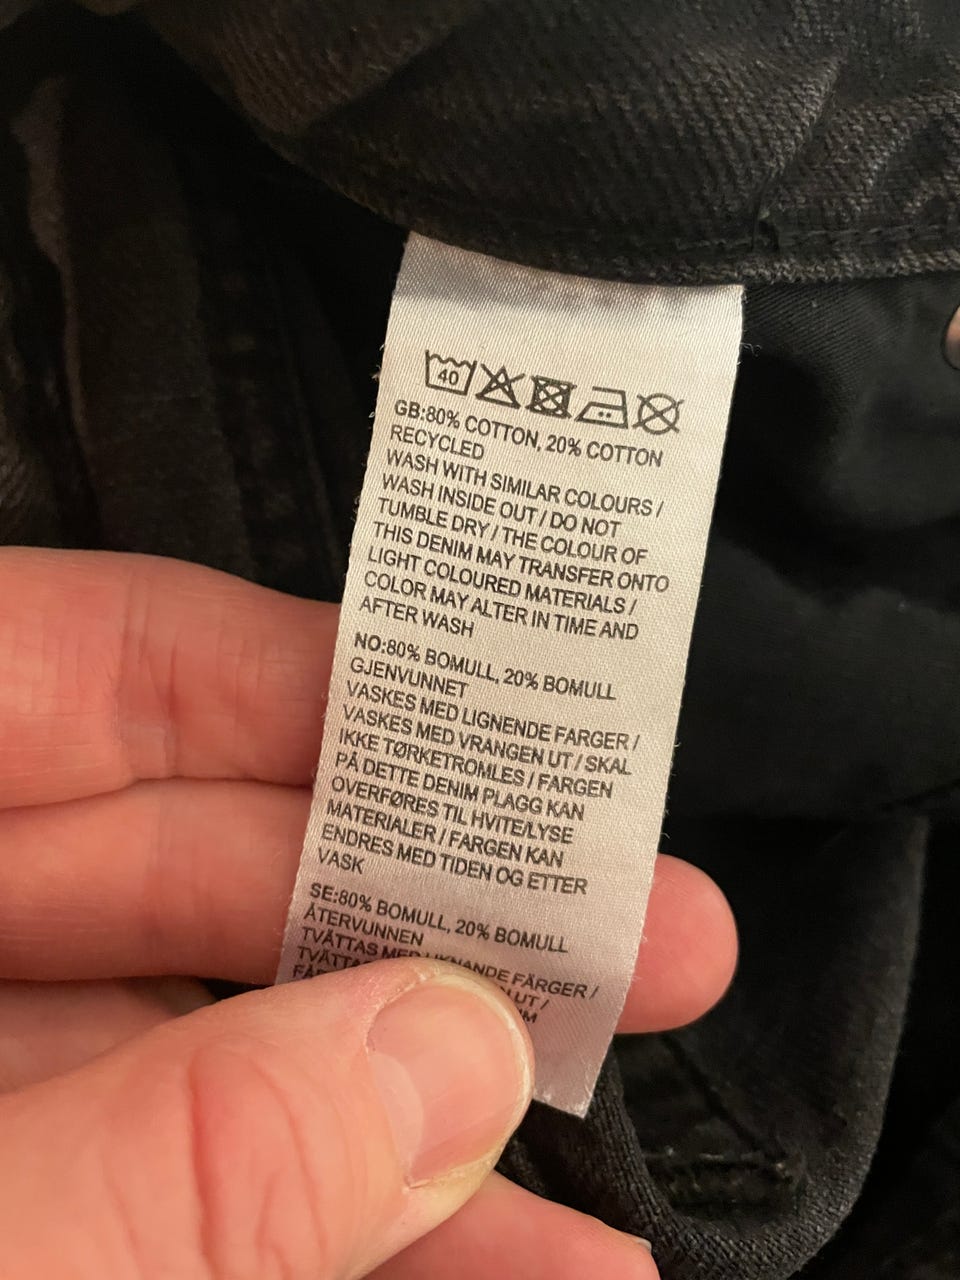 40
GB:80% COTTON, 20% COTTON
RECYCLED
WASH WITH SIMILAR COLOURS /
WASH INSIDE OUT / DO NOT
TUMBLE DRY / THE COLOUR OF
THIS DENIM MAY TRANSFER ONTO
LIGHT COLOURED MATERIALS /
COLOR MAY ALTER IN TIME AND
AFTER WASH
NO:80% BOMULL, 20% BOMULL
GJENVUNNET
VASKES MED LIGNENDE FARGER /
VASKES MED VRANGEN UT / SKAL
IKKE TØRKETROMLES / FARGEN
PÅ DETTE DENIM PLAGG KAN
OVERFØRES TIL HVITE/LYSE
MATERIALER / FARGEN KAN
ENDRES MED TIDEN OG ETTER
VASK
SE:80% BOMULL, 20% BOMULL
ÅTERVUNNEN
TVÄTTAS MED LIKNANDE FÄRGER /
UT /